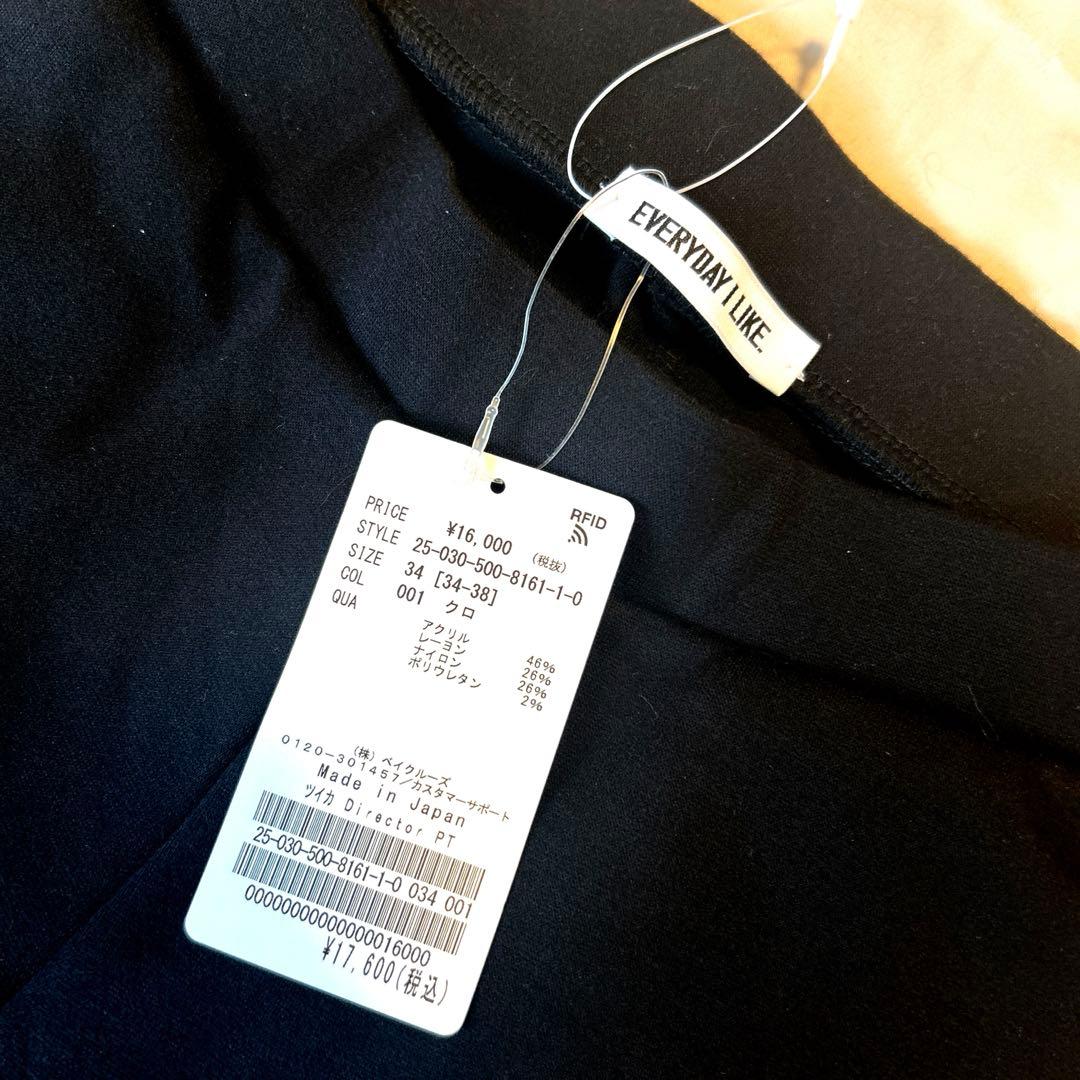 EVERYDAY I LIKE.
RFID
PRICE ¥16,000 (税抜)
STYLE 25-030-500-8161-1-0
SIZE 34 [34-38]
COL 001 クロ
QUA
アクリル 46%
レーヨン 26%
ナイロン 26%
ポリウレタン 2%
(株) ベイクルーズ
0120-301457/カスタマーサポート
Made in Japan
ツイカ Director PT
25-030-500-8161-1-0 034 001
0000000000000016000
¥17,600(税込)